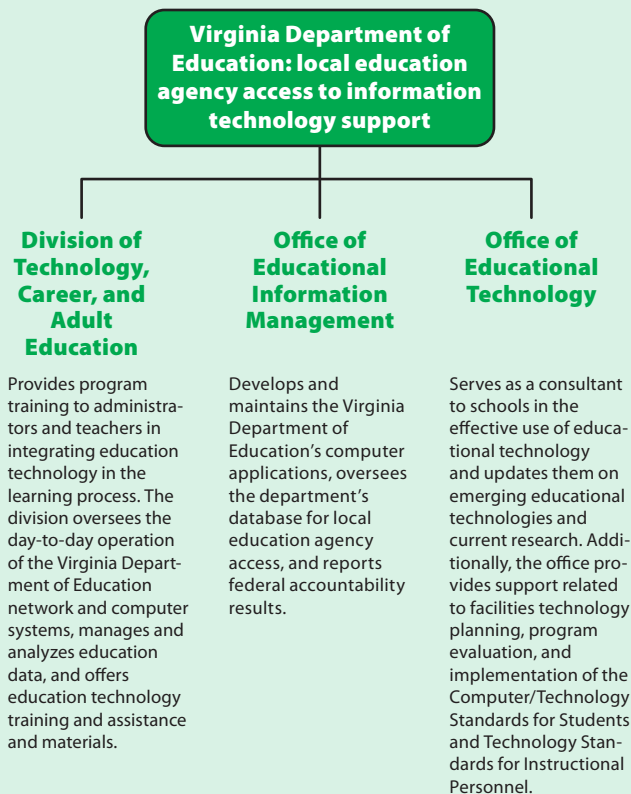 Virginia Department of
Education: local education
agency access to information
technology support
Division of
Technology,
Career, and
Adult
Education
Provides program
training to administra-
tors and teachers in
integrating education
technology in the
learning process. The
division oversees the
day-to-day operation
of the Virginia Depart-
ment of Education
network and computer
systems, manages and
analyzes education
data, and offers
education technology
training and assistance
and materials.
Office of
Educational
Information
Management
Develops and
maintains the Virginia
Department of
Education’s computer
applications, oversees
the department’s
database for local
education agency
access, and reports
federal accountability
results.
Office of
Educational
Technology
Serves as a consultant
to schools in the
effective use of educa-
tional technology
and updates them on
emerging educational
technologies and
current research. Addi-
tionally, the office pro-
vides support related
to facilities technology
planning, program
evaluation, and
implementation of the
Computer/Technology
Standards for Students
and Technology Stan-
dards for Instructional
Personnel.